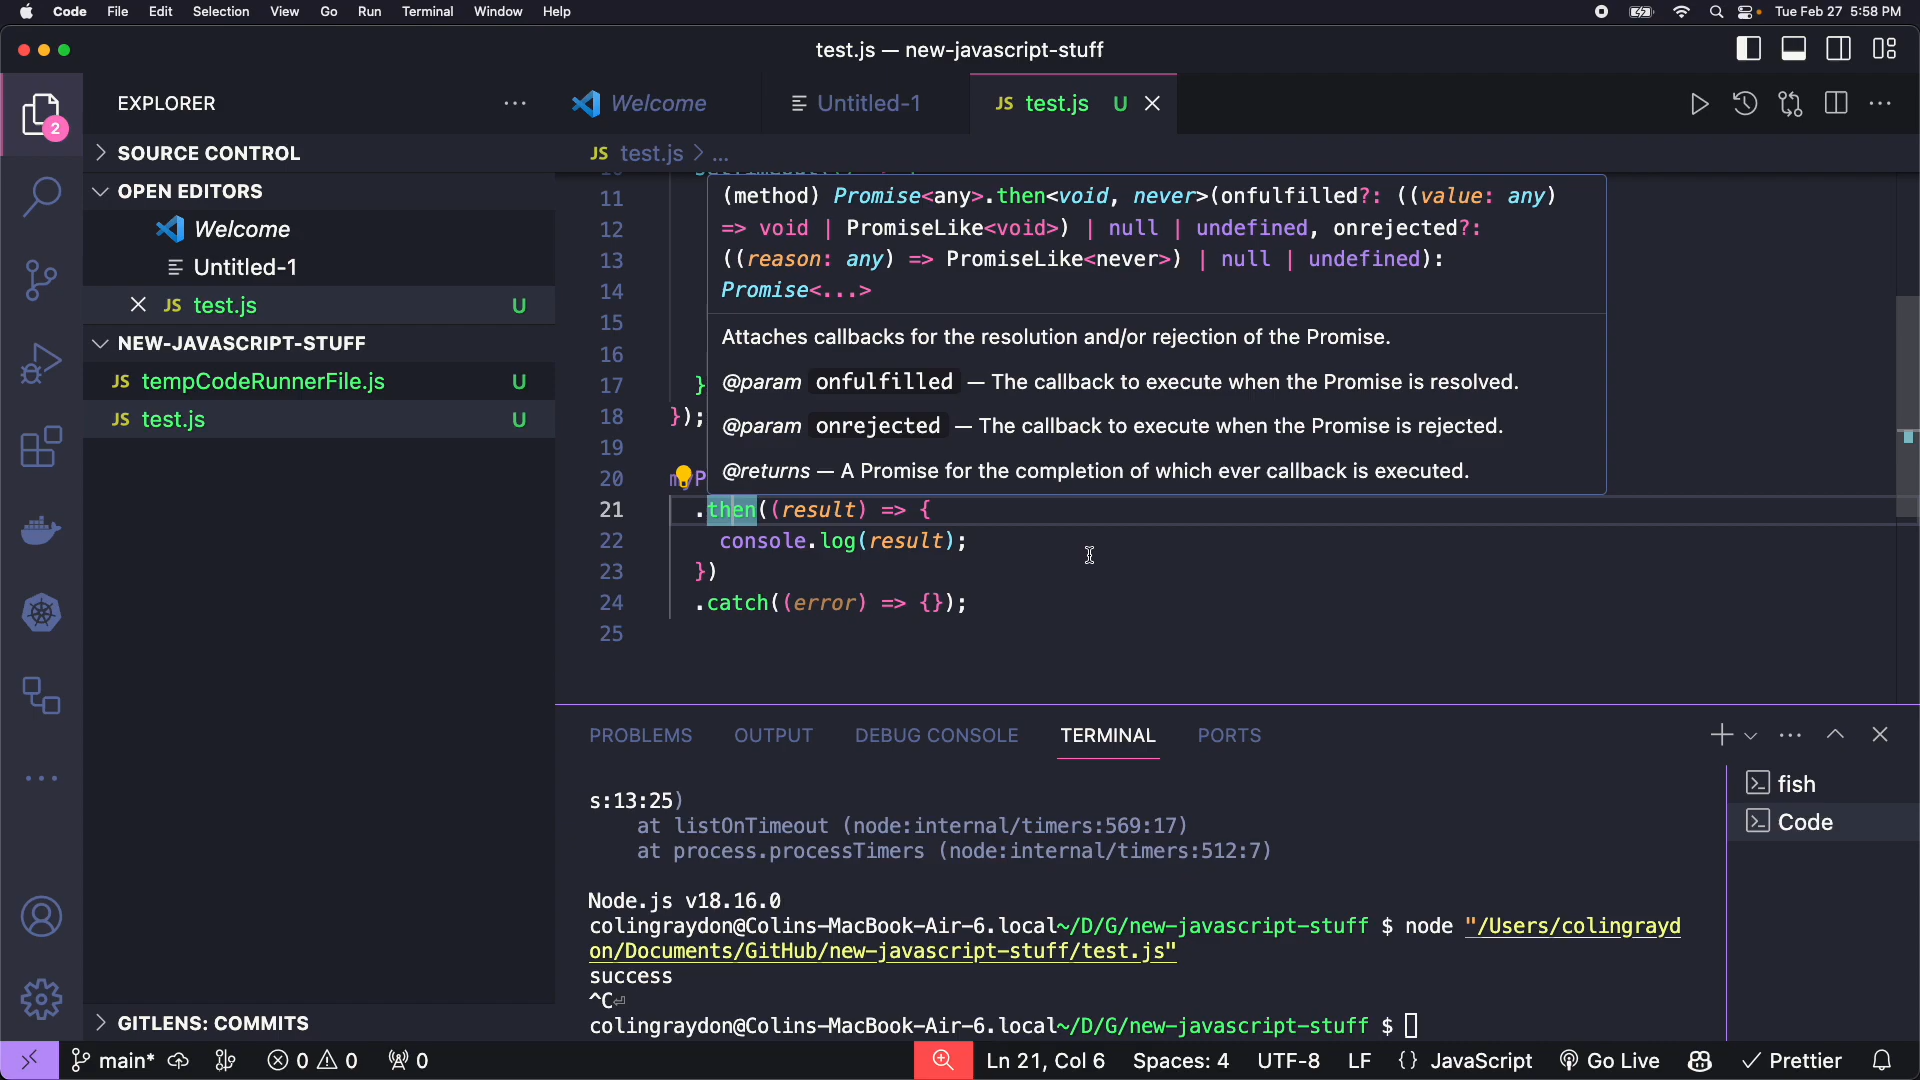 Code File Edit Selection View Go Run Terminal Window Help
Tue Feb 27 5:58 PM
test.js — new-javascript-stuff
2
EXPLORER
Welcome
Untitled-1
JS test.js U
SOURCE CONTROL
JS test.js > ...
OPEN EDITORS
Welcome
Untitled-1
JS test.js U
NEW-JAVASCRIPT-STUFF
JS tempCodeRunnerFile.js U
JS test.js U
GITLENS: COMMITS
(method) Promise<any>.then<void, never>(onfulfilled?: ((value: any)
=> void | PromiseLike<void>) | null | undefined, onrejected?:
((reason: any) => PromiseLike<never>) | null | undefined):
Promise<...>
Attaches callbacks for the resolution and/or rejection of the Promise.
@param onfulfilled — The callback to execute when the Promise is resolved.
@param onrejected — The callback to execute when the Promise is rejected.
@returns — A Promise for the completion of which ever callback is executed.
11
12
13
14
15
16
17 }
18 });
19
20
21 .then((result) => {
22 console.log(result);
23 })
24 .catch((error) => {});
25
PROBLEMS OUTPUT DEBUG CONSOLE TERMINAL PORTS
s:13:25)
at listOnTimeout (node:internal/timers:569:17)
at process.processTimers (node:internal/timers:512:7)
Node.js v18.16.0
colingraydon@Colins-MacBook-Air-6.local~/D/G/new-javascript-stuff $ node "/Users/colingrayd
on/Documents/GitHub/new-javascript-stuff/test.js"
success
^C⏎
colingraydon@Colins-MacBook-Air-6.local~/D/G/new-javascript-stuff $
fish
Code
main* 0 0 0 Ln 21, Col 6 Spaces: 4 UTF-8 LF {} JavaScript Go Live Prettier